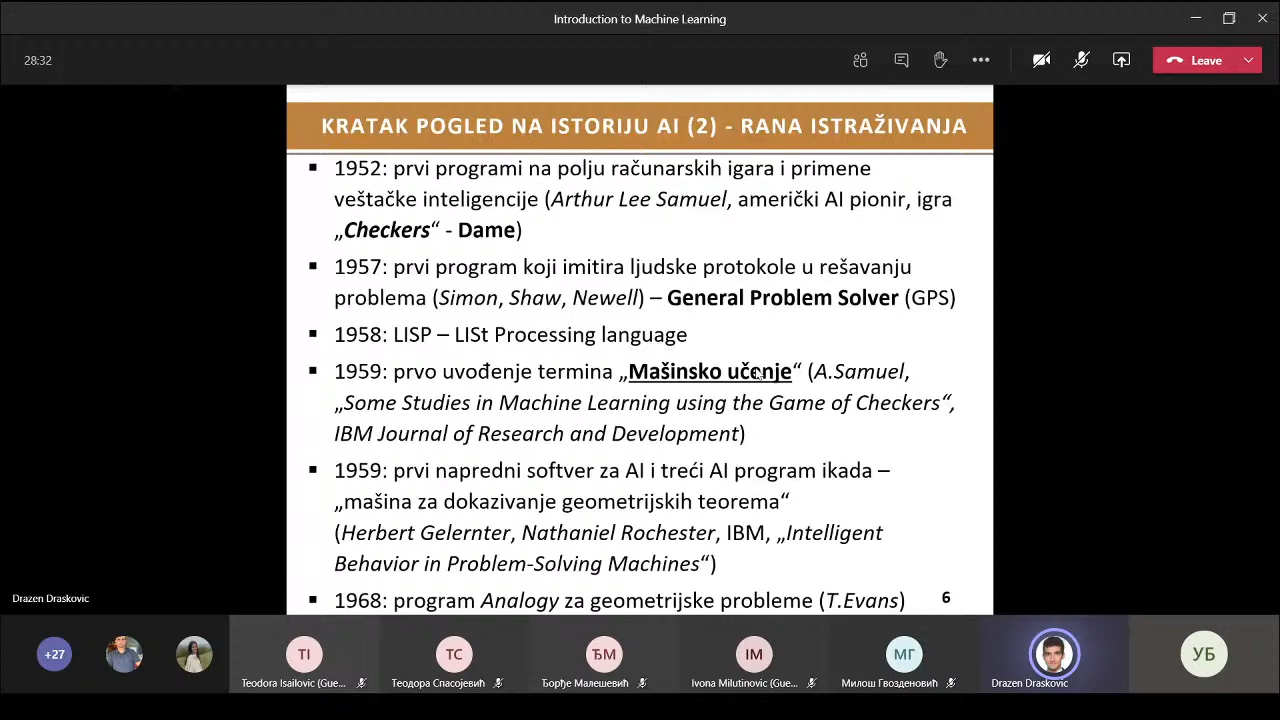 Introduction to Machine Learning
28:32
Leave
KRATAK POGLED NA ISTORIJU AI (2) - RANA ISTRAŽIVANJA
▪ 1952: prvi programi na polju računarskih igara i primene
veštačke inteligencije (Arthur Lee Samuel, američki AI pionir, igra
„Checkers“ - Dame)
▪ 1957: prvi program koji imitira ljudske protokole u rešavanju
problema (Simon, Shaw, Newell) – General Problem Solver (GPS)
▪ 1958: LISP – LISt Processing language
▪ 1959: prvo uvođenje termina „Mašinsko učenje“ (A.Samuel,
„Some Studies in Machine Learning using the Game of Checkers“,
IBM Journal of Research and Development)
▪ 1959: prvi napredni softver za AI i treći AI program ikada –
„mašina za dokazivanje geometrijskih teorema“
(Herbert Gelernter, Nathaniel Rochester, IBM, „Intelligent
Behavior in Problem-Solving Machines“)
▪ 1968: program Analogy za geometrijske probleme (T.Evans)
6
Drazen Draskovic
+27
TI
TC
ЂМ
IM
МГ
УБ
Teodora Isailovic (Gue...
Теодора Спасојевић
Ђорђе Малешевић
Ivona Milutinovic (Gue...
Милош Гвозденовић
Drazen Draskovic